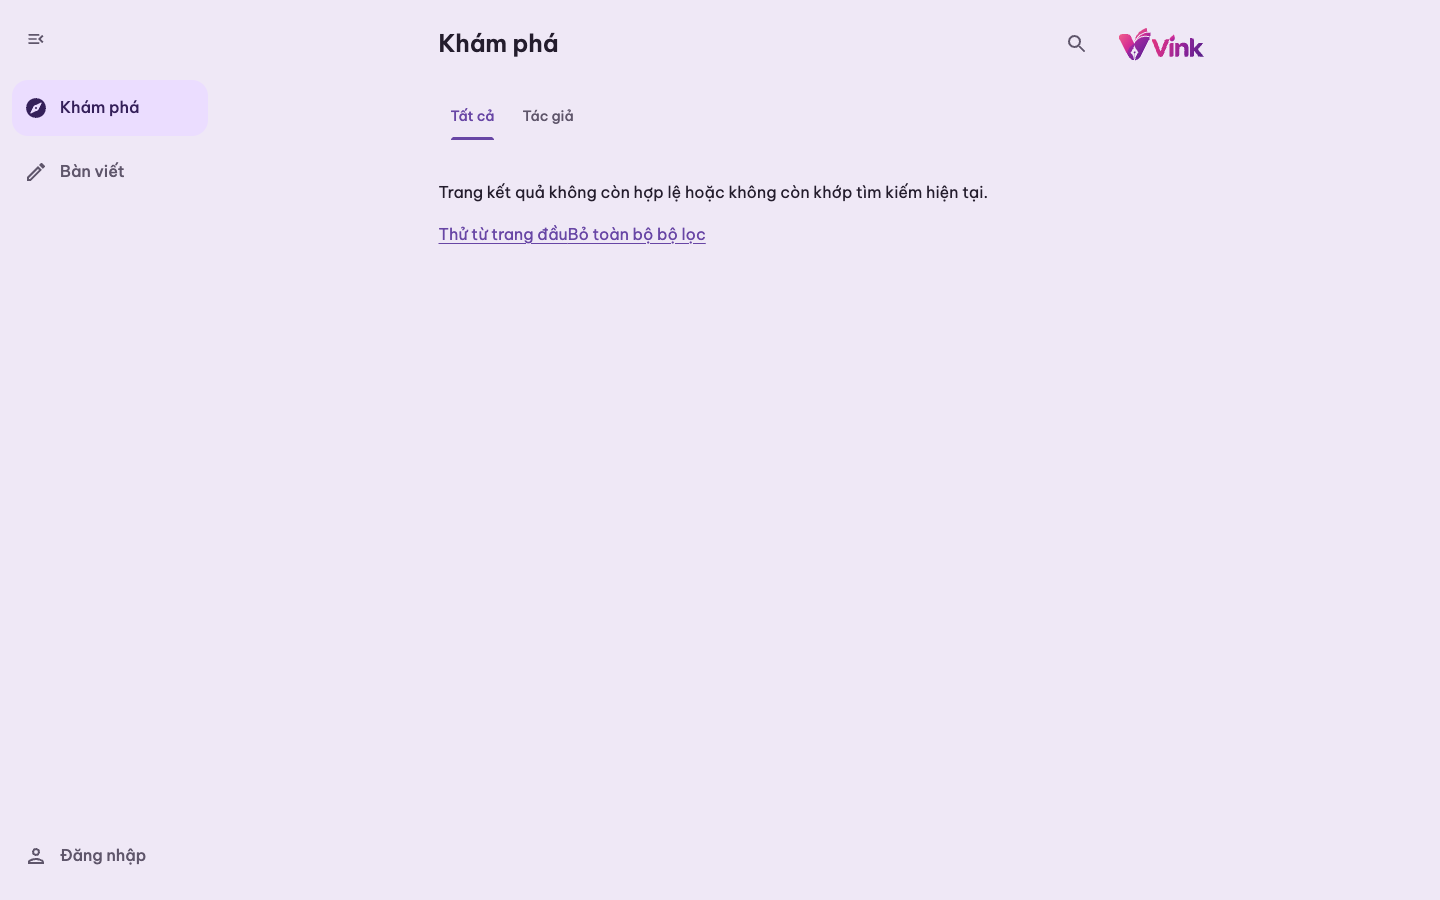 Khám phá
Vink
Khám phá
Bàn viết
Tất cả
Tác giả
Trang kết quả không còn hợp lệ hoặc không còn khớp tìm kiếm hiện tại.
Thử từ trang đầuBỏ toàn bộ bộ lọc
Đăng nhập